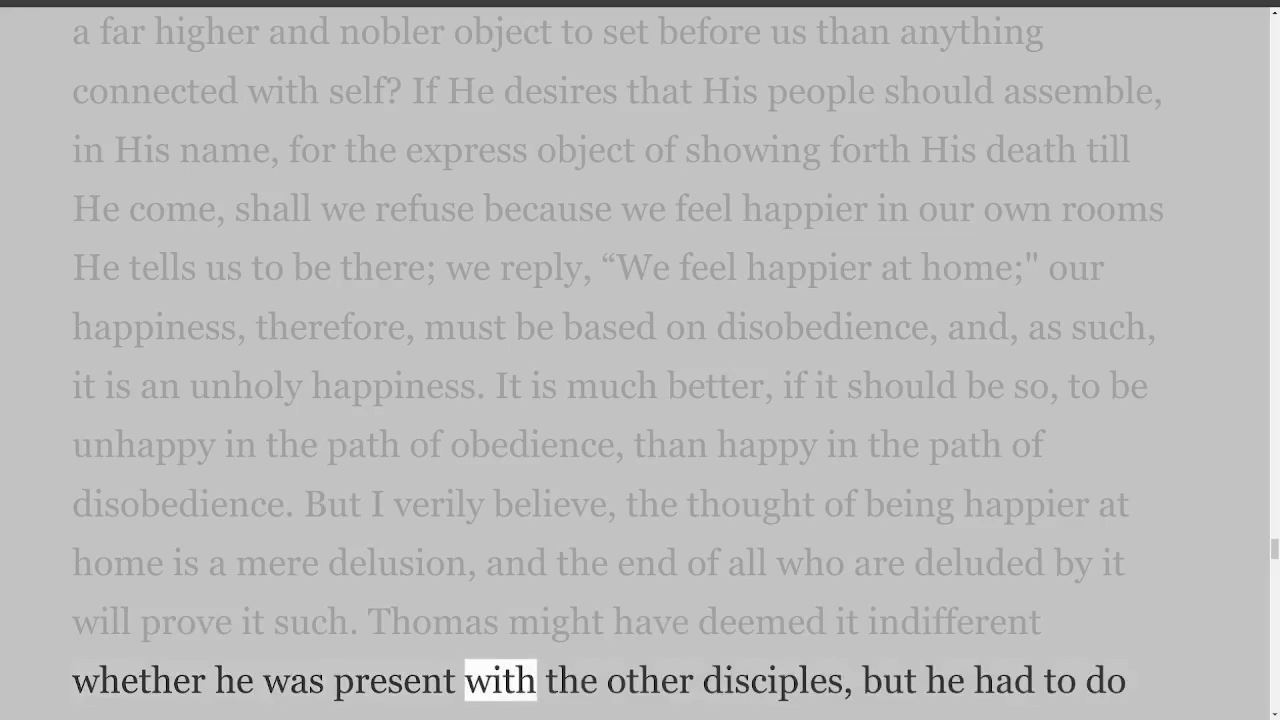 a far higher and nobler object to set before us than anything
connected with self? If He desires that His people should assemble,
in His name, for the express object of showing forth His death till
He come, shall we refuse because we feel happier in our own rooms
He tells us to be there; we reply, “We feel happier at home;" our
happiness, therefore, must be based on disobedience, and, as such,
it is an unholy happiness. It is much better, if it should be so, to be
unhappy in the path of obedience, than happy in the path of
disobedience. But I verily believe, the thought of being happier at
home is a mere delusion, and the end of all who are deluded by it
will prove it such. Thomas might have deemed it indifferent
whether he was present with the other disciples, but he had to do